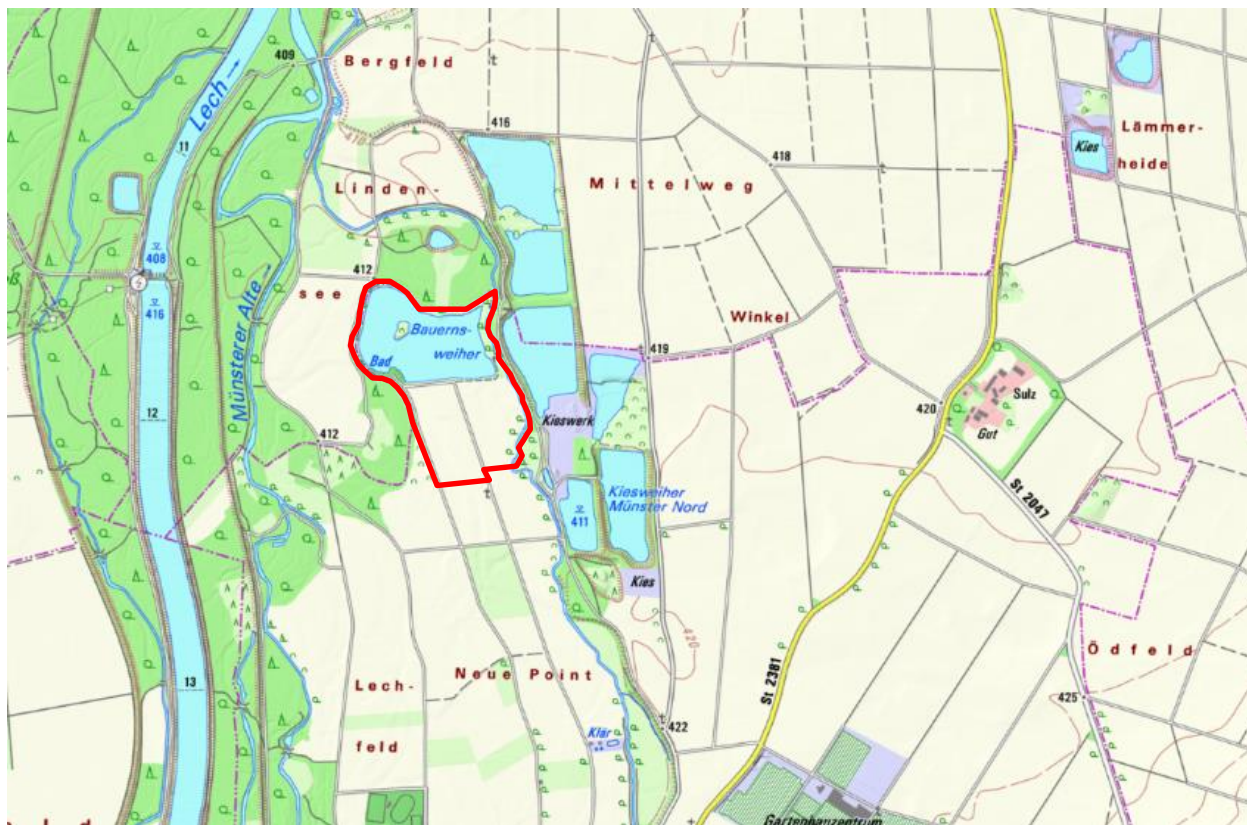 409
Bergfeld
Lech →
11
416
418
Lämmer-
heide
Kies
Linden-
Mittelweg
408
412
416
see
Münsterer Alte
Bauerns-
weiher
Bad
Winkel
419
12
420
Sulz
Gut
412
Kieswerk
St 2047
Kiesweiher
Münster Nord
411
Kies
420
Ödfeld
Neue Point
13
Lech-
feld
St 2381
425
422
Klär
Gartenbauzentrum